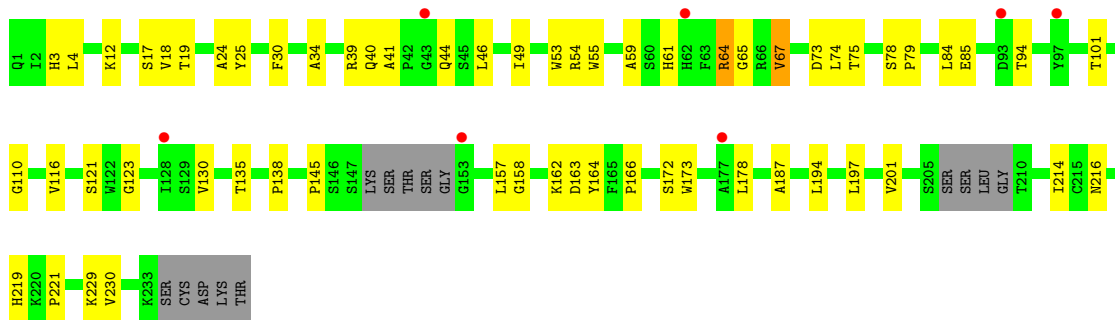 Q1 I2 H3 L4 K12 S17 V18 T19 A24 Y25 F30 A34 R39 Q40 A41 P42 G43 Q44 S45 L46 I49 W53 R54 W55 A59 S60 H61 H62 F63 R64 G65 R66 V67 D73 L74 T75 S78 P79 L84 E85 D93 T94 Y97 T101
G110 V116 S121 W122 G123 I128 S129 V130 T135 P138 P145 S146 S147 LYS SER THR SER GLY G153 L157 G158 K162 D163 Y164 F165 P166 S172 W173 A177 L178 A187 L194 L197 V201 S205 SER SER LEU GLY T210 I214 C215 N216
H219 K220 P221 K229 V230 K233 SER CYS ASP LYS THR